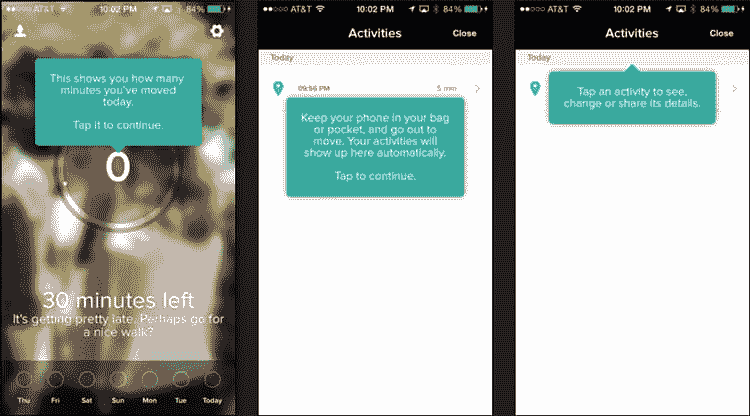 ●●○○○ AT&T 10:02 PM 84%
This shows you how many
minutes you've moved
today.
Tap it to continue.
0
30 minutes left
It's getting pretty late. Perhaps go for
a nice walk?
Thu Fri Sat Sun Mon Tue Today
●●○○○ AT&T 10:02 PM 84%
Activities Close
Today
09:56 PM 5 min
Keep your phone in your bag
or pocket, and go out to
move. Your activities will
show up here automatically.
Tap to continue.
●●○○○ AT&T 10:02 PM 84%
Activities Close
Today
Tap an activity to see,
change or share its details.